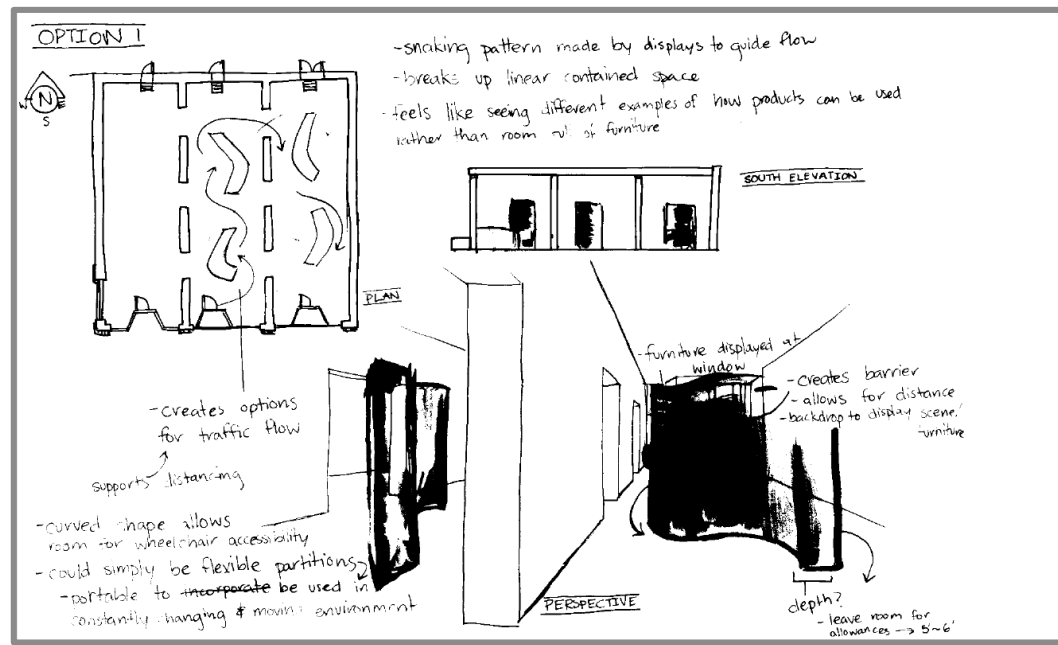 OPTION 1
N
S
-snaking pattern made by displays to guide flow
-breaks up linear contained space
-feels like seeing different examples of how products can be used
rather than room of furniture
SOUTH ELEVATION
PLAN
-furniture displayed at
window
-creates barrier
-allows for distance
-backdrop to display scene/
furniture
-creates options
for traffic flow
supports distancing
-curved shape allows
room for wheelchair accessibility
-could simply be flexible partitions
-portable to incorporate be used in
constantly changing & moving environment
PERSPECTIVE
depth?
-leave room for
allowances → 5'~6'